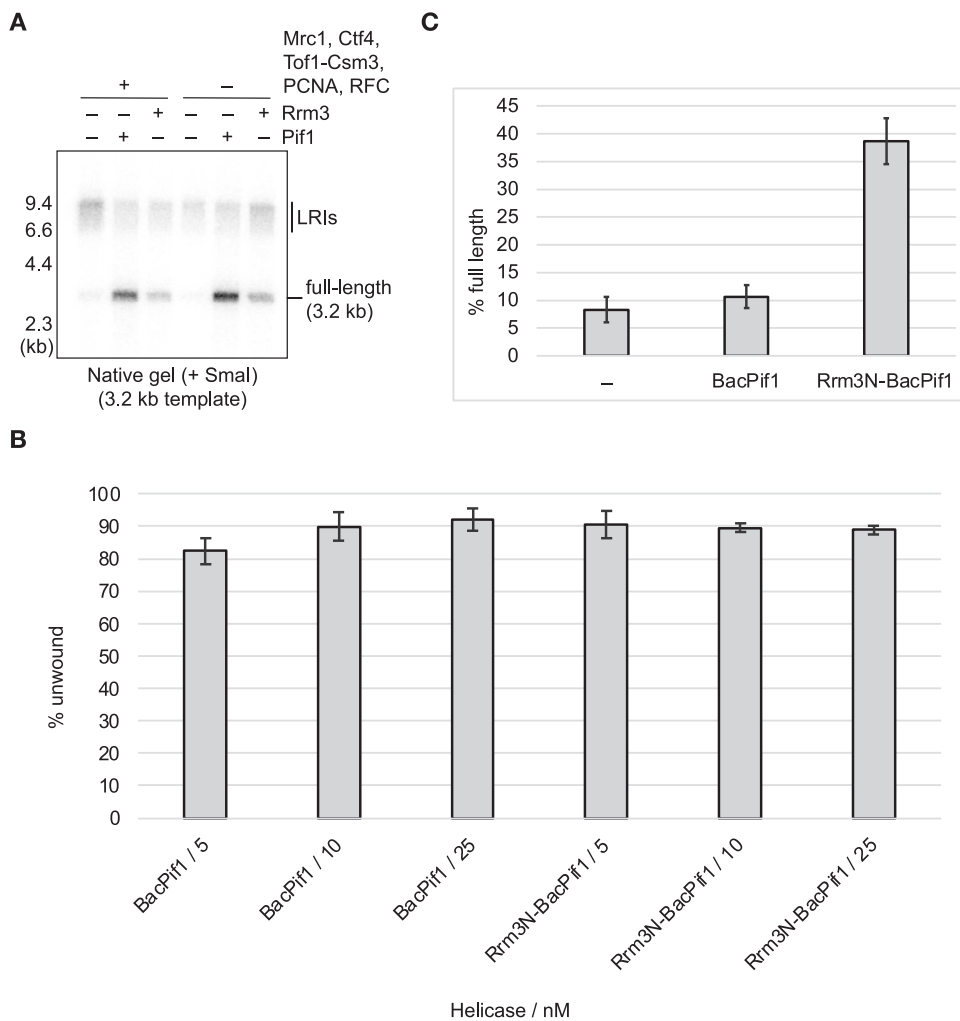 A
Mrc1, Ctf4,
Tof1-Csm3,
PCNA, RFC
+ –
– – + – – + Rrm3
– + – – + – Pif1
9.4
6.6
4.4
2.3
(kb)
LRIs
full-length
(3.2 kb)
Native gel (+ SmaI)
(3.2 kb template)
C
% full length
45
40
35
30
25
20
15
10
5
0
– BacPif1 Rrm3N-BacPif1
B
% unwound
100
90
80
70
60
50
40
30
20
10
0
BacPif1 / 5
BacPif1 / 10
BacPif1 / 25
Rrm3N-BacPif1 / 5
Rrm3N-BacPif1 / 10
Rrm3N-BacPif1 / 25
Helicase / nM